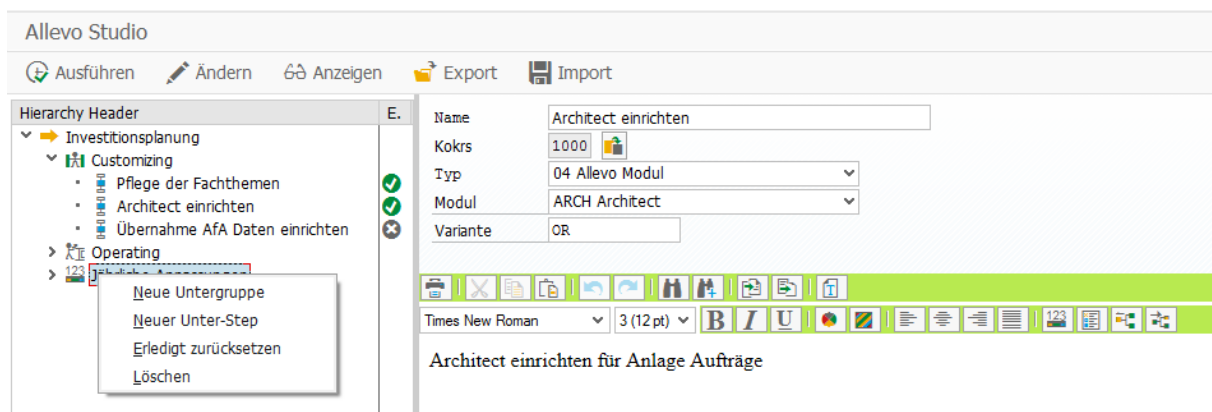 Allevo Studio
Ausführen Ändern Anzeigen Export Import
Hierarchy Header E.
Investitionsplanung
Customizing
Pflege der Fachthemen
Architect einrichten
Übernahme AfA Daten einrichten
Operating
Neue Untergruppe
Neuer Unter-Step
Erledigt zurücksetzen
Löschen
Name Architect einrichten
Kokrs 1000
Typ 04 Allevo Modul
Modul ARCH Architect
Variante OR
Times New Roman 3 (12 pt) B I U 123
Architect einrichten für Anlage Aufträge